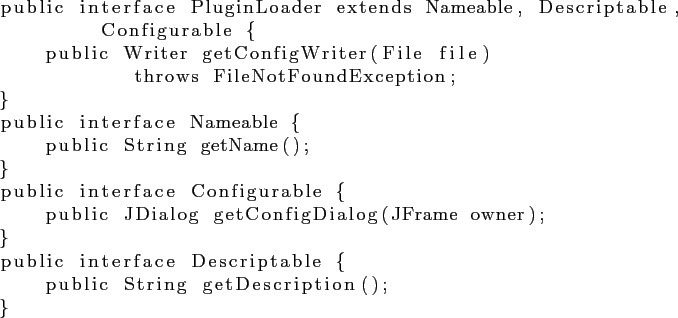 public interface PluginLoader extends Nameable, Descriptable,
Configurable {
public Writer getConfigWriter(File file)
throws FileNotFoundException;
}
public interface Nameable {
public String getName();
}
public interface Configurable {
public JDialog getConfigDialog(JFrame owner);
}
public interface Descriptable {
public String getDescription();
}